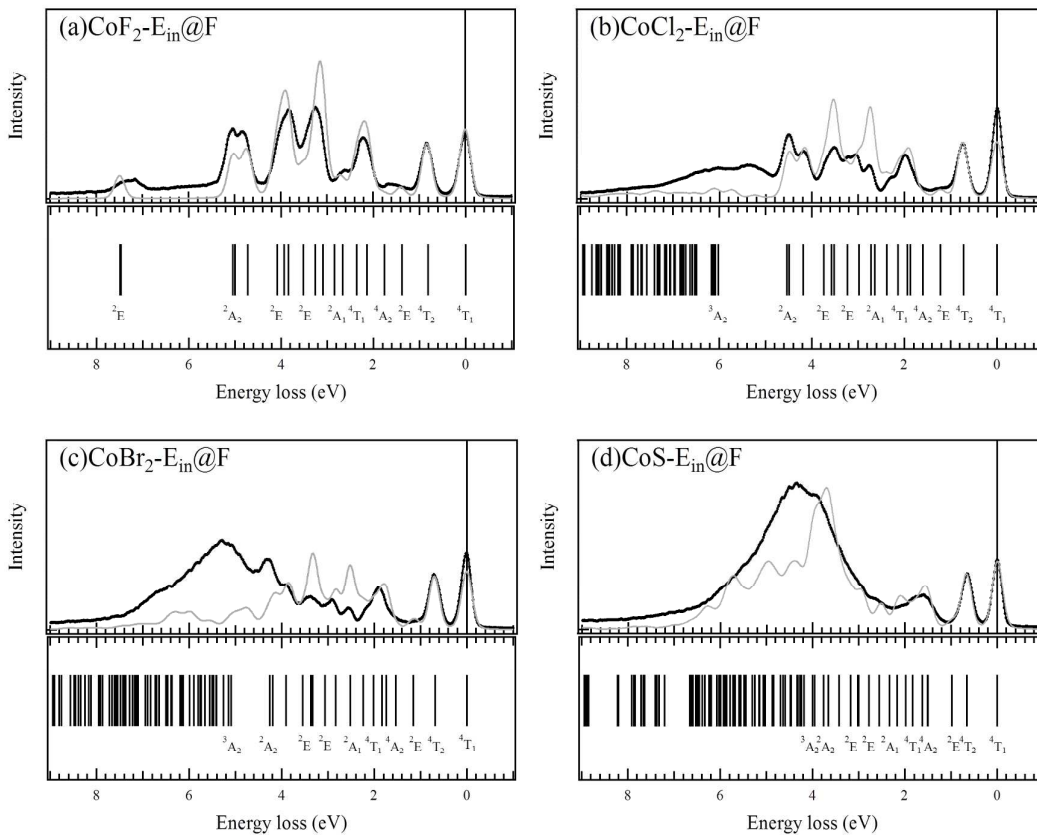 (a)CoF₂-E_in@F
Intensity
²E ²A₂ ²E ²E ²A₁ ⁴T₁ ⁴A₂ ²E ⁴T₂ ⁴T₁
8 6 4 2 0
Energy loss (eV)
(b)CoCl₂-E_in@F
Intensity
³A₂ ²A₂ ²E ²E ²A₁ ⁴T₁ ⁴A₂ ²E ⁴T₂ ⁴T₁
8 6 4 2 0
Energy loss (eV)
(c)CoBr₂-E_in@F
Intensity
³A₂ ²A₂ ²E ²E ²A₁ ⁴T₁ ⁴A₂ ²E ⁴T₂ ⁴T₁
8 6 4 2 0
Energy loss (eV)
(d)CoS-E_in@F
Intensity
³A₂ ²A₂ ²E ²E ²A₁ ⁴T₁ ⁴A₂ ²E ⁴T₂ ⁴T₁
8 6 4 2 0
Energy loss (eV)